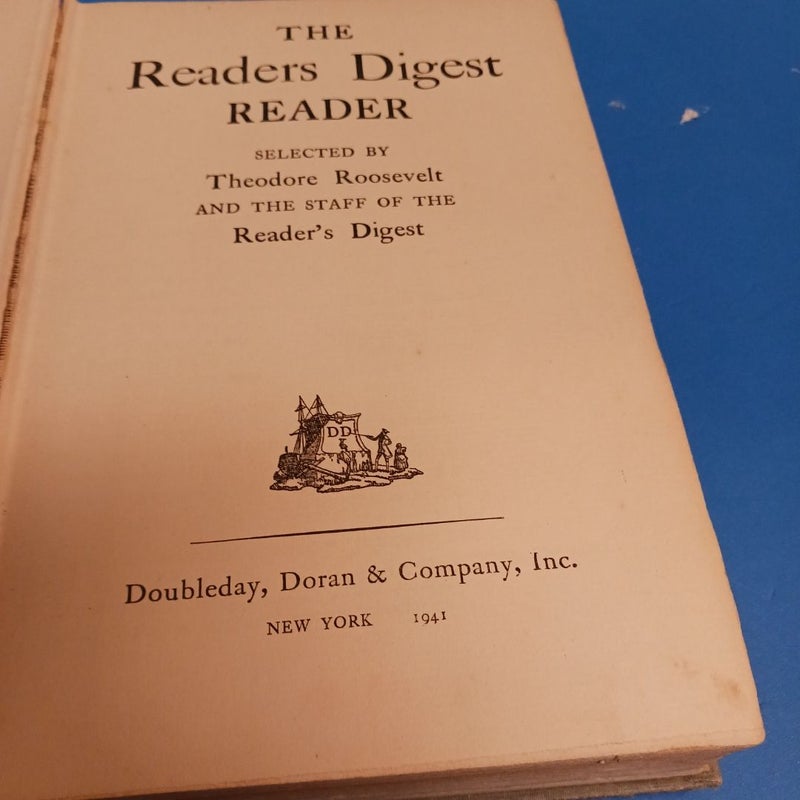 THE
Readers Digest
READER
SELECTED BY
Theodore Roosevelt
AND THE STAFF OF THE
Reader's Digest
DD
Doubleday, Doran & Company, Inc.
NEW YORK 1941